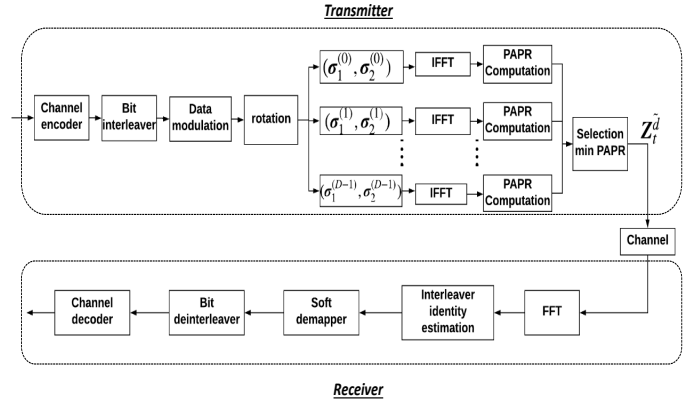 Transmitter
Channel
encoder
Bit
interleaver
Data
modulation
rotation
(σ₁⁽⁰⁾, σ₂⁽⁰⁾)
IFFT
PAPR
Computation
(σ₁⁽¹⁾, σ₂⁽¹⁾)
IFFT
PAPR
Computation
(σ₁⁽ᴰ⁻¹⁾, σ₂⁽ᴰ⁻¹⁾)
IFFT
PAPR
Computation
Selection
min PAPR
Z_t^{d̃}
Channel
Channel
decoder
Bit
deinterleaver
Soft
demapper
Interleaver
identity
estimation
FFT
Receiver